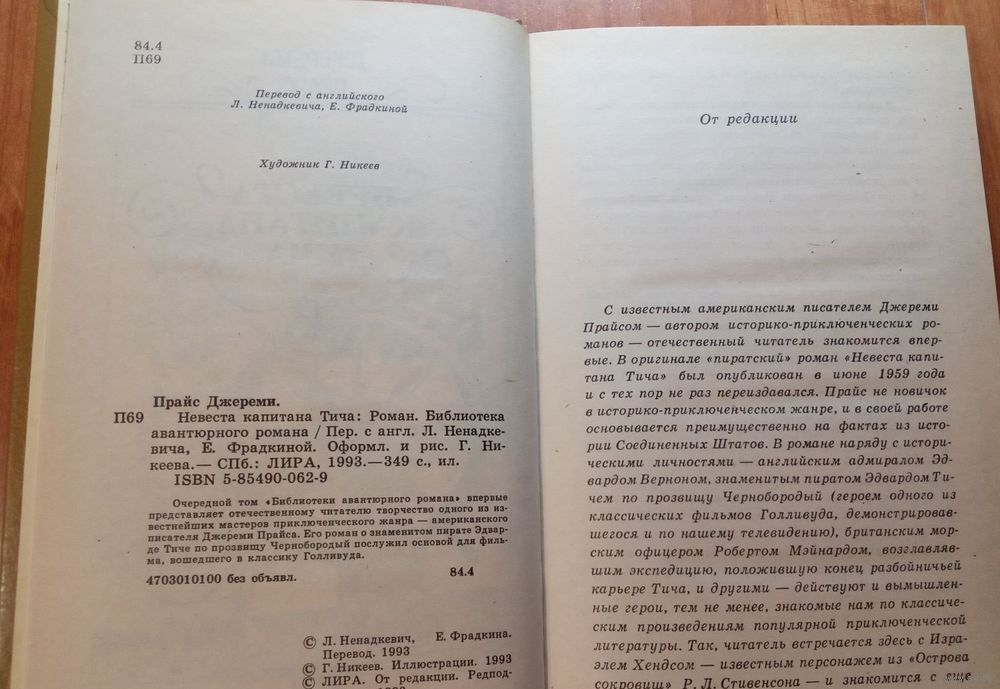 84.4
П69
Перевод с английского
Л. Ненадкевича, Е. Фрадкиной
Художник Г. Никеев
Прайс Джереми.
П69 Невеста капитана Тича: Роман. Библиотека
авантюрного романа / Пер. с англ. Л. Ненадке-
вича, Е. Фрадкиной. Оформл. и рис. Г. Ни-
кеева.— СПб.: ЛИРА, 1993.—349 с., ил.
ISBN 5-85490-062-9
Очередной том «Библиотеки авантюрного романа» впервые
представляет отечественному читателю творчество одного из из-
вестнейших мастеров приключенческого жанра — американского
писателя Джереми Прайса. Его роман о знаменитом пирате Эдвар-
де Тиче по прозвищу Чернобородый послужил основой для филь-
ма, вошедшего в классику Голливуда.
4703010100 без объявл. 84.4
© Л. Ненадкевич, Е. Фрадкина.
Перевод. 1993
© Г. Никеев. Иллюстрации. 1993
© ЛИРА. От редакции. Редпод-
От редакции
С известным американским писателем Джереми
Прайсом — автором историко-приключенческих ро-
манов — отечественный читатель знакомится впер-
вые. В оригинале «пиратский» роман «Невеста капи-
тана Тича» был опубликован в июне 1959 года
и с тех пор не раз переиздавался. Прайс не новичок
в историко-приключенческом жанре, и в своей работе
основывается преимущественно на фактах из исто-
рии Соединенных Штатов. В романе наряду с истори-
ческими личностями — английским адмиралом Эд-
вардом Верноном, знаменитым пиратом Эдвардом Ти-
чем по прозвищу Чернобородый (героем одного из
классических фильмов Голливуда, демонстрировав-
шегося и по нашему телевидению), британским мор-
ским офицером Робертом Мэйнардом, возглавляв-
шим экспедицию, положившую конец разбойничьей
карьере Тича, и другими — действуют и вымышлен-
ные герои, тем не менее, знакомые нам по классиче-
ским произведениям популярной приключенческой
литературы. Так, читатель встречается здесь с Изра-
элем Хендсом — известным персонажем из «Острова
сокровищ» Р. Л. Стивенсона — и знакомится с еще